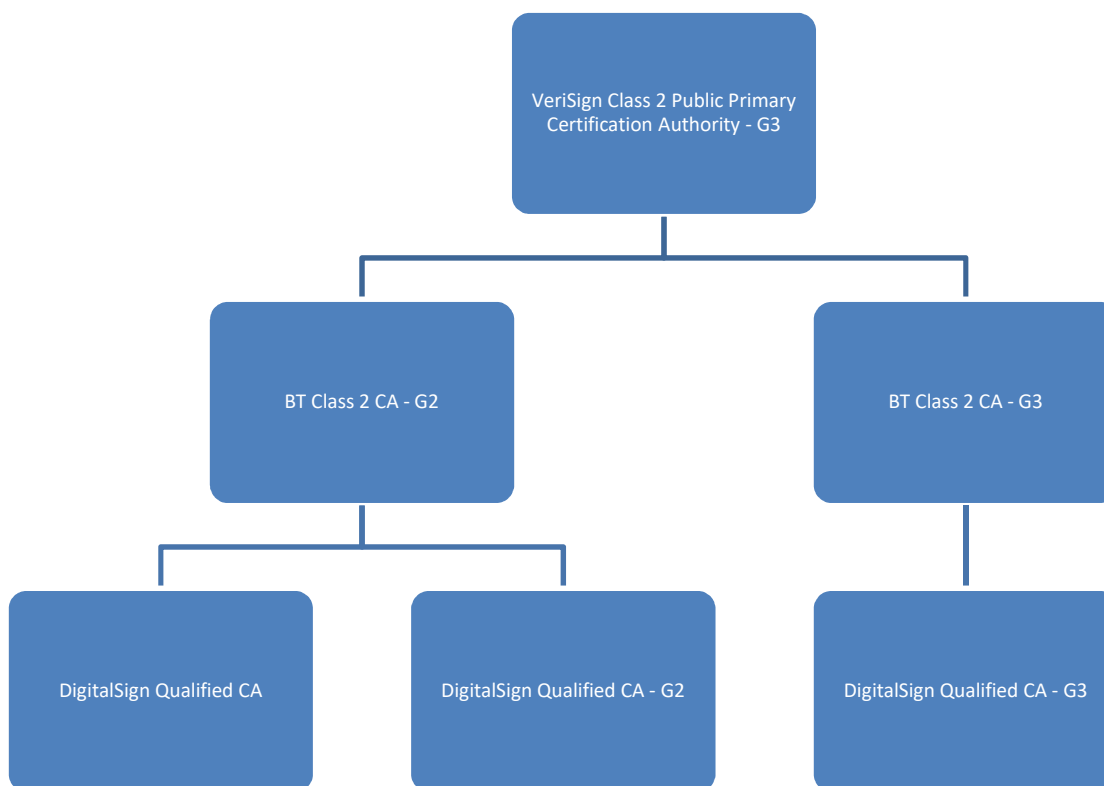 VeriSign Class 2 Public Primary
Certification Authority - G3
BT Class 2 CA - G2
BT Class 2 CA - G3
DigitalSign Qualified CA
DigitalSign Qualified CA - G2
DigitalSign Qualified CA - G3